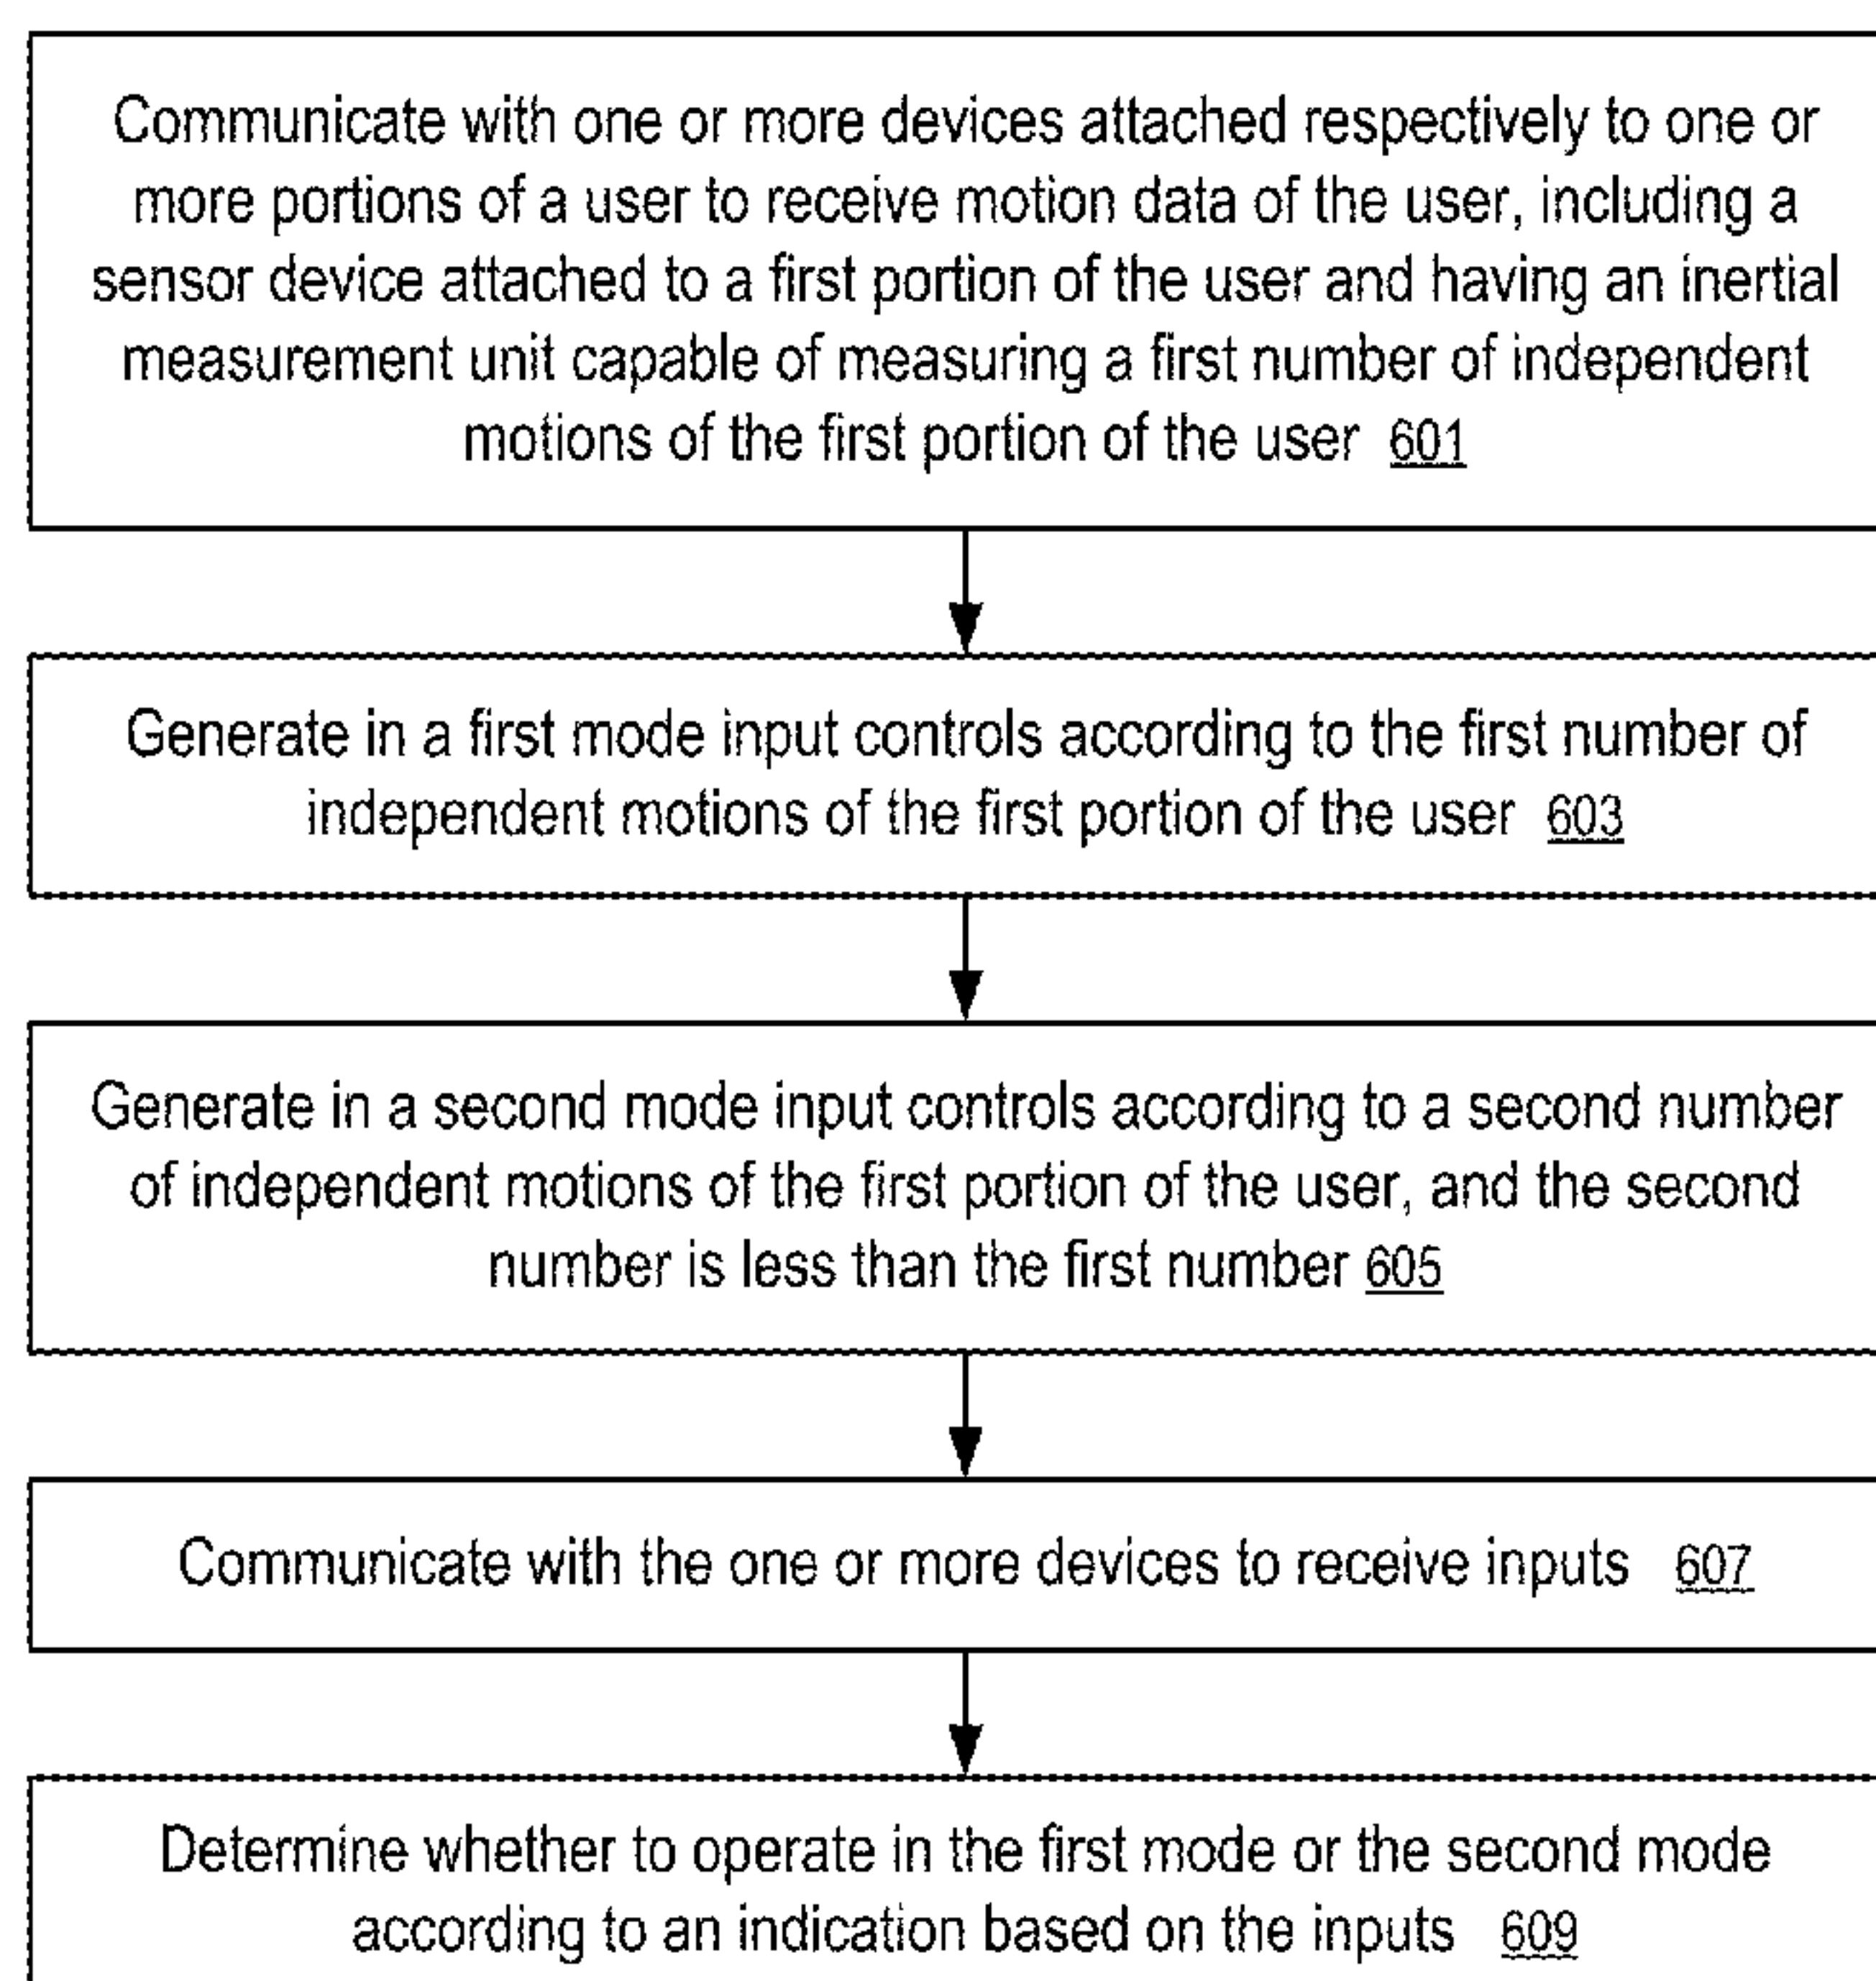 Communicate with one or more devices attached respectively to one or
more portions of a user to receive motion data of the user, including a
sensor device attached to a first portion of the user and having an inertial
measurement unit capable of measuring a first number of independent
motions of the first portion of the user 601
Generate in a first mode input controls according to the first number of
independent motions of the first portion of the user 603
Generate in a second mode input controls according to a second number
of independent motions of the first portion of the user, and the second
number is less than the first number 605
Communicate with the one or more devices to receive inputs 607
Determine whether to operate in the first mode or the second mode
according to an indication based on the inputs 609